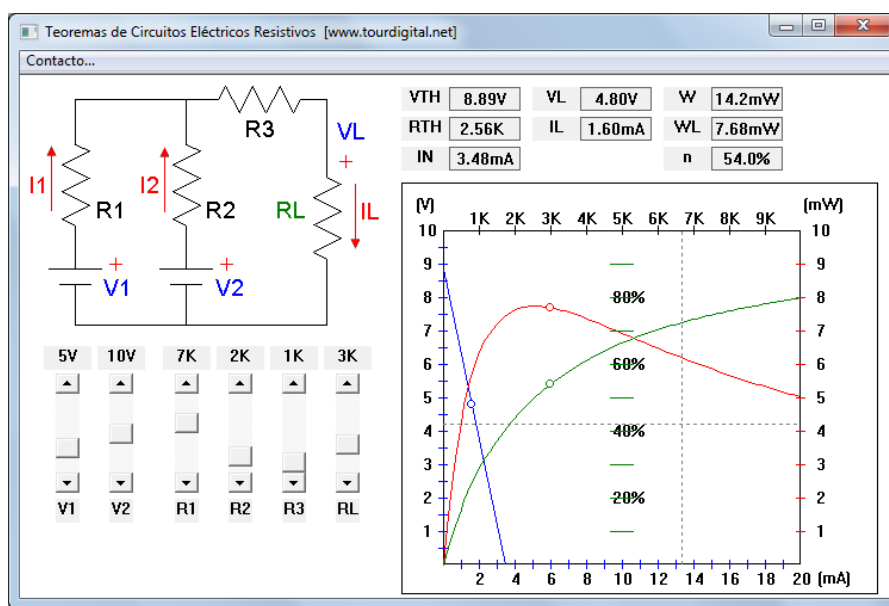 Teoremas de Circuitos Eléctricos Resistivos [www.tourdigital.net]
Contacto...
R3
VL
+
I1
R1
I2
R2
RL
IL
+
V1
+
V2
VTH 8.89V VL 4.80V W 14.2mW
RTH 2.56K IL 1.60mA WL 7.68mW
IN 3.48mA n 54.0%
5V 10V 7K 2K 1K 3K
V1 V2 R1 R2 R3 RL
(V) 1K 2K 3K 4K 5K 6K 7K 8K 9K (mW)
10 10
9 9
8 80% 8
7 7
6 60% 6
5 5
4 40% 4
3 3
2 20% 2
1 1
2 4 6 8 10 12 14 16 18 20 (mA)